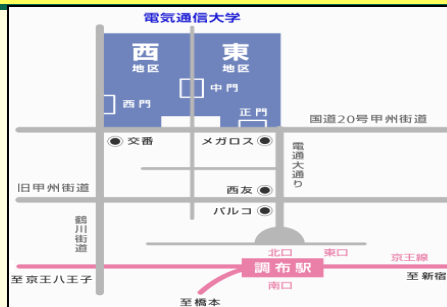 電気通信大学
西
地区
東
地区
中門
西門
正門
国道20号甲州街道
交番
メガロス
電通大通り
旧甲州街道
西友
パルコ
鶴川街道
北口
東口
京王線
調布駅
至京王八王子
南口
至新宿
至橋本